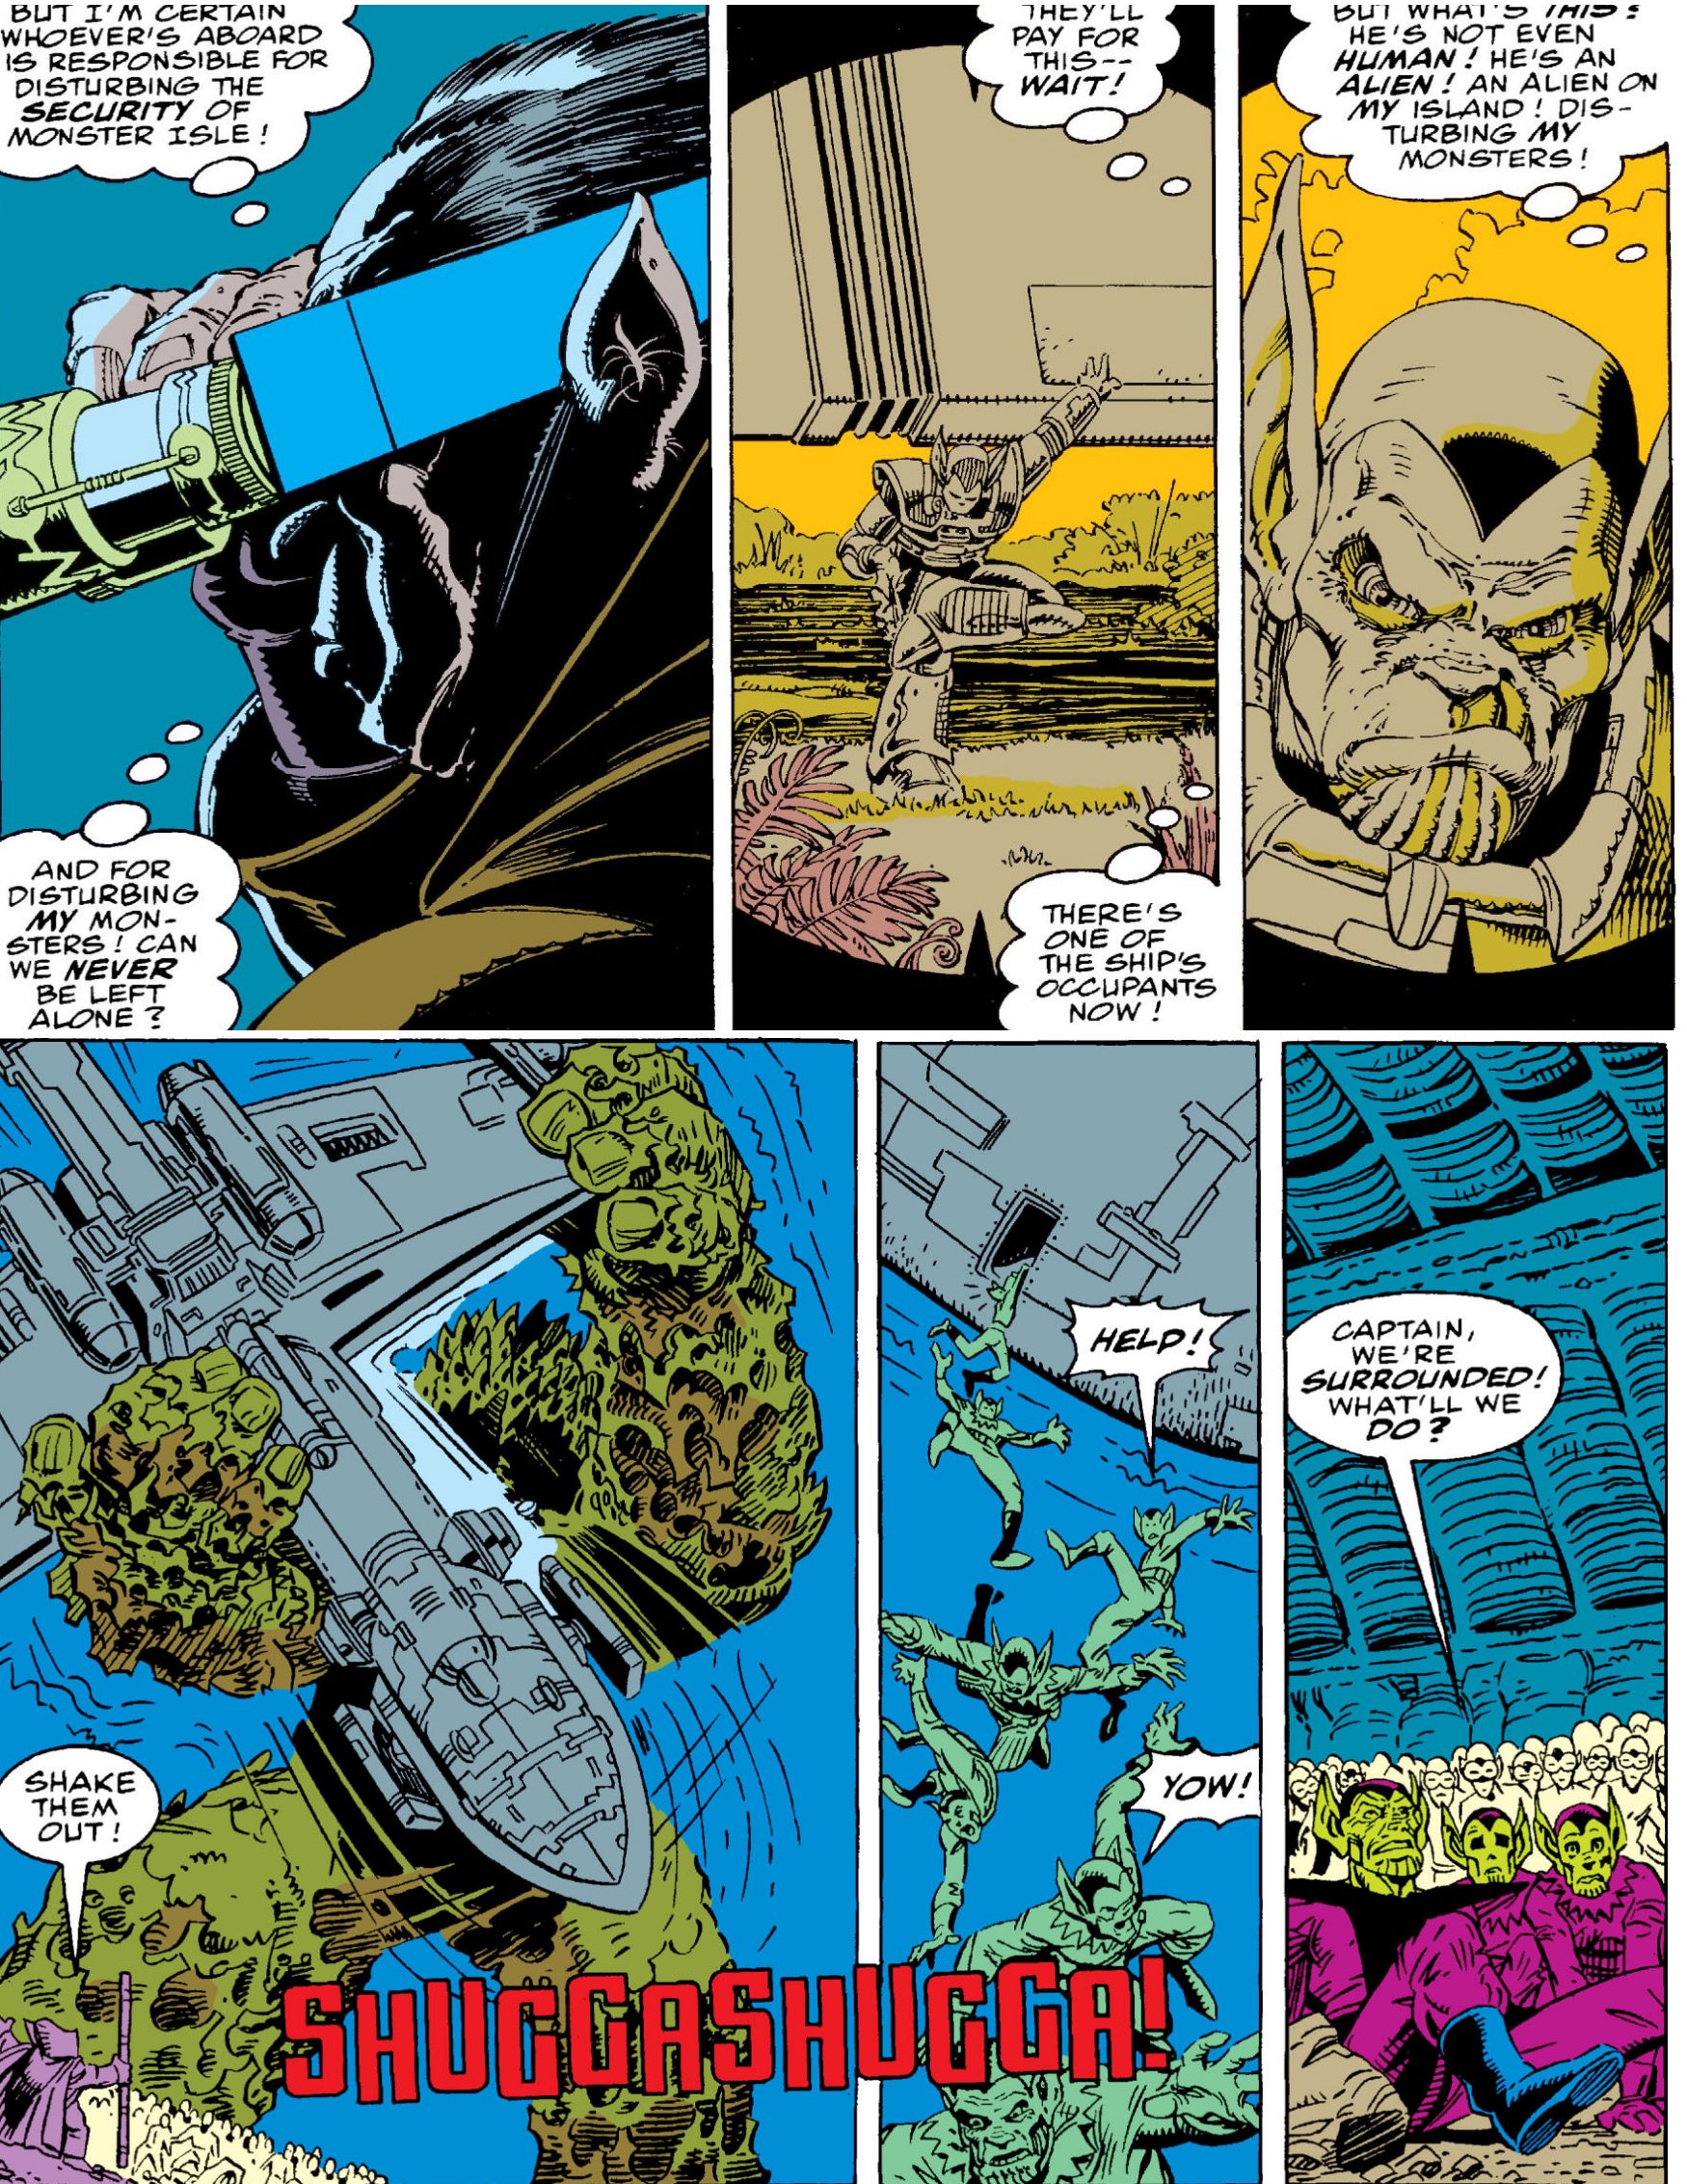 BUT I'M CERTAIN
WHOEVER'S ABOARD
IS RESPONSIBLE FOR
DISTURBING THE
SECURITY OF
MONSTER ISLE!
AND FOR
DISTURBING
MY MON-
STERS! CAN
WE NEVER
BE LEFT
ALONE?
THEY'LL
PAY FOR
THIS--
WAIT!
THERE'S
ONE OF
THE SHIP'S
OCCUPANTS
NOW!
BUT WHAT'S THIS?
HE'S NOT EVEN
HUMAN! HE'S AN
ALIEN! AN ALIEN ON
MY ISLAND! DIS-
TURBING MY
MONSTERS!
SHAKE
THEM
OUT!
SHUGGASHUGGA!
HELP!
YOW!
CAPTAIN,
WE'RE
SURROUNDED!
WHAT'LL WE
DO?